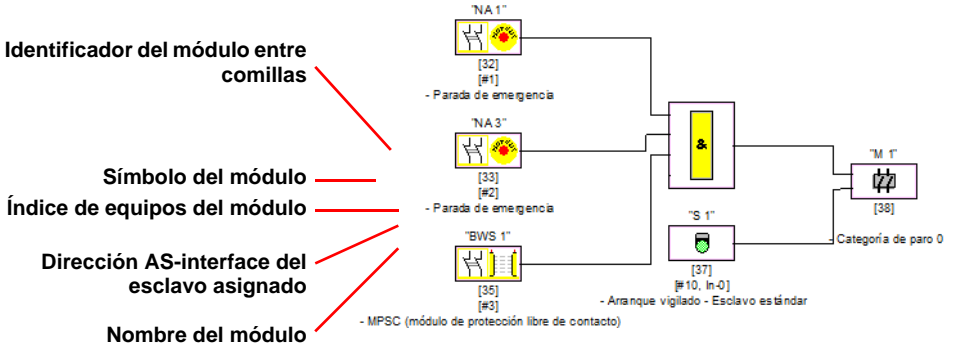 Identificador del módulo entre
comillas
Símbolo del módulo
Índice de equipos del módulo
Dirección AS-interface del
esclavo asignado
Nombre del módulo
"NA 1"
[32]
[#1]
- Parada de emergencia
"NA 3"
[33]
[#2]
- Parada de emergencia
"BWS 1"
[35]
[#3]
- MPSC (módulo de protección libre de contacto)
&
"S 1"
[37]
[#10, In-0]
- Arranque vigilado - Esclavo estándar
"M 1"
[38]
- Categoría de paro 0